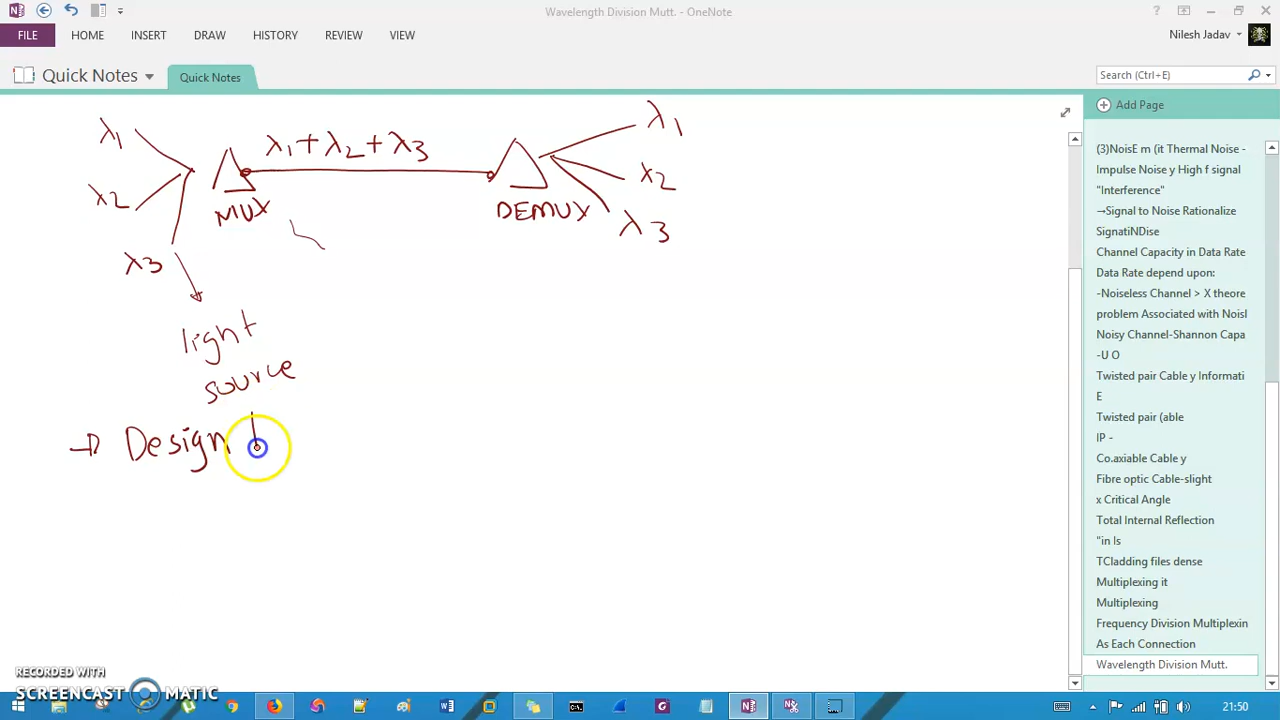 Wavelength Division Mutt. - OneNote
FILE HOME INSERT DRAW HISTORY REVIEW VIEW
Nilesh Jadav
Quick Notes
Quick Notes
Search (Ctrl+E)
Add Page
λ1
λ2
λ3
λ1+λ2+λ3
MUX
DEMUX
λ1
λ2
λ3
light
source
→ Design
(3)NoisE m (it Thermal Noise -
Impulse Noise y High f signal
"Interference"
→Signal to Noise Rationalize
SignatiNDise
Channel Capacity in Data Rate
Data Rate depend upon:
-Noiseless Channel > X theore
problem Associated with Noisl
Noisy Channel-Shannon Capa
-U O
Twisted pair Cable y Informati
E
Twisted pair (able
IP -
Co.axiable Cable y
Fibre optic Cable-slight
x Critical Angle
Total Internal Reflection
"in ls
TCladding files dense
Multiplexing it
Multiplexing
Frequency Division Multiplexin
As Each Connection
Wavelength Division Mutt.
RECORDED WITH
SCREENCAST MATIC
21:50